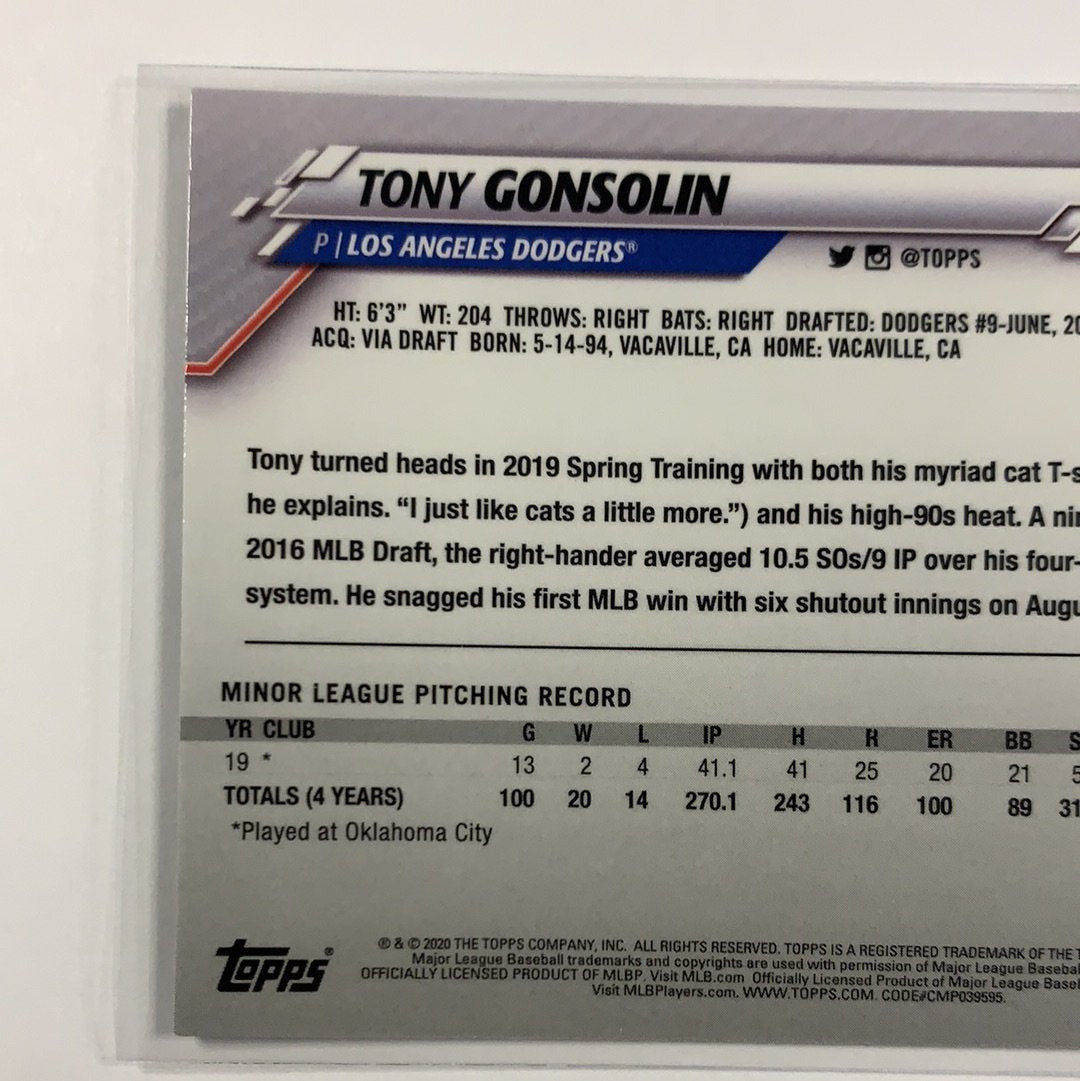 TONY GONSOLIN
P | LOS ANGELES DODGERS®
@TOPPS
HT: 6'3" WT: 204 THROWS: RIGHT BATS: RIGHT DRAFTED: DODGERS #9-JUNE, 20
ACQ: VIA DRAFT BORN: 5-14-94, VACAVILLE, CA HOME: VACAVILLE, CA
Tony turned heads in 2019 Spring Training with both his myriad cat T-s
he explains. “I just like cats a little more.”) and his high-90s heat. A nin
2016 MLB Draft, the right-hander averaged 10.5 SOs/9 IP over his four-
system. He snagged his first MLB win with six shutout innings on Augu
MINOR LEAGUE PITCHING RECORD
YR CLUB G W L IP H R ER BB S
19 * 13 2 4 41.1 41 25 20 21 5
TOTALS (4 YEARS) 100 20 14 270.1 243 116 100 89 31
*Played at Oklahoma City
topps®
® & © 2020 THE TOPPS COMPANY, INC. ALL RIGHTS RESERVED. TOPPS IS A REGISTERED TRADEMARK OF THE T
Major League Baseball trademarks and copyrights are used with permission of Major League Basebal
OFFICIALLY LICENSED PRODUCT OF MLBP. Visit MLB.com Officially Licensed Product of Major League Baseb
Visit MLBPlayers.com. WWW.TOPPS.COM. CODE#CMP039595.